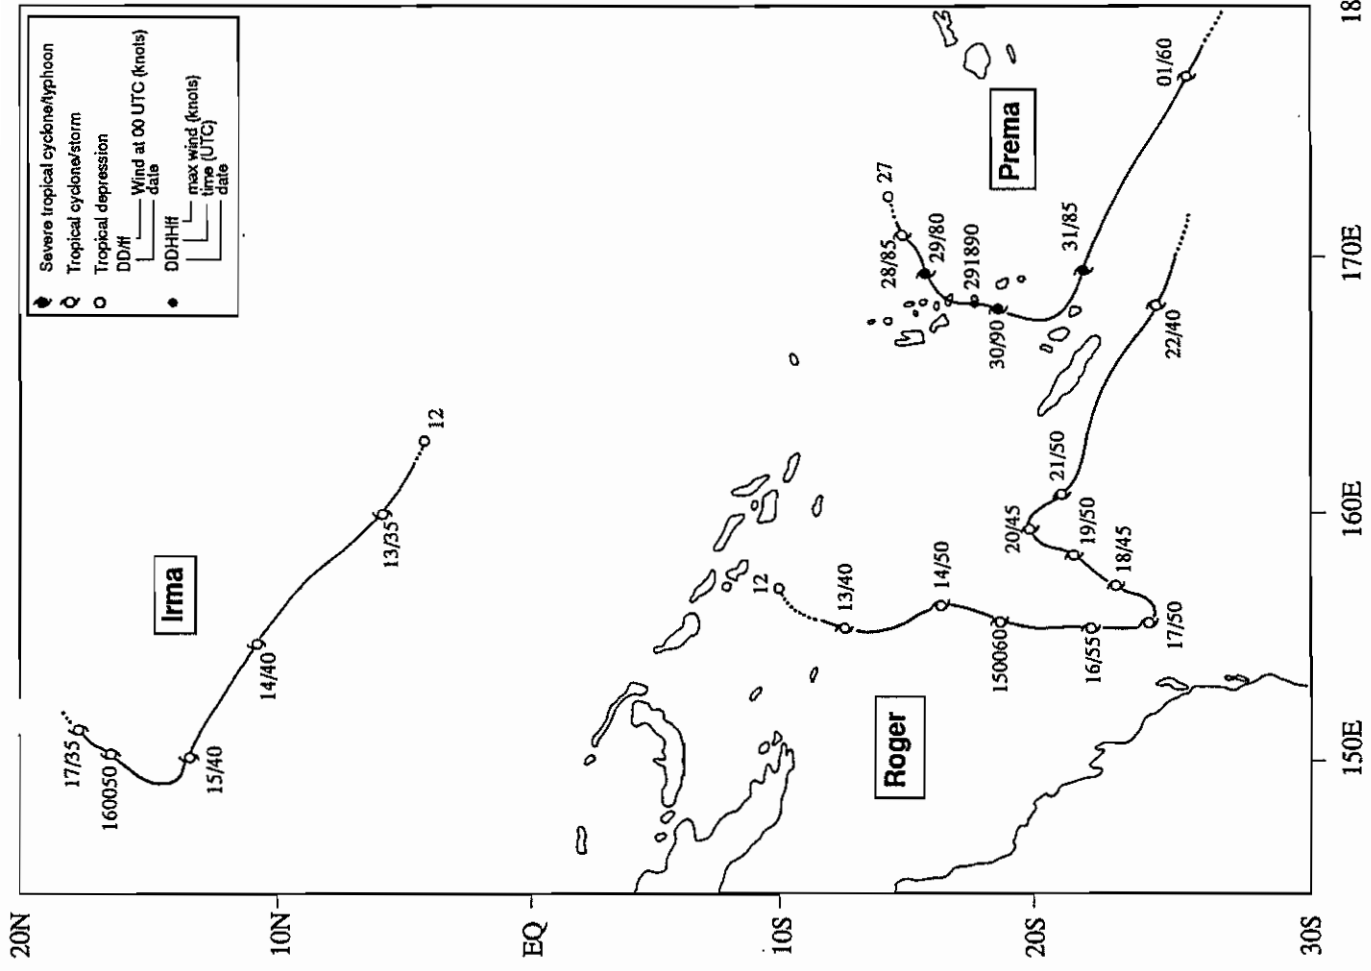 Severe tropical cyclone/typhoon
Tropical cyclone/storm
Tropical depression
DD/ff
Wind at 00 UTC (knots)
date
DDHHff
max wind (knots)
time (UTC)
date
Irma
12
13/35
14/40
15/40
160050
17/35
Roger
12
13/40
14/50
150060
16/55
17/50
18/45
19/50
20/45
21/50
22/40
Prema
27
28/85
29/80
291890
30/90
31/85
01/60
20N
10N
EQ
10S
20S
30S
150E
160E
170E
18